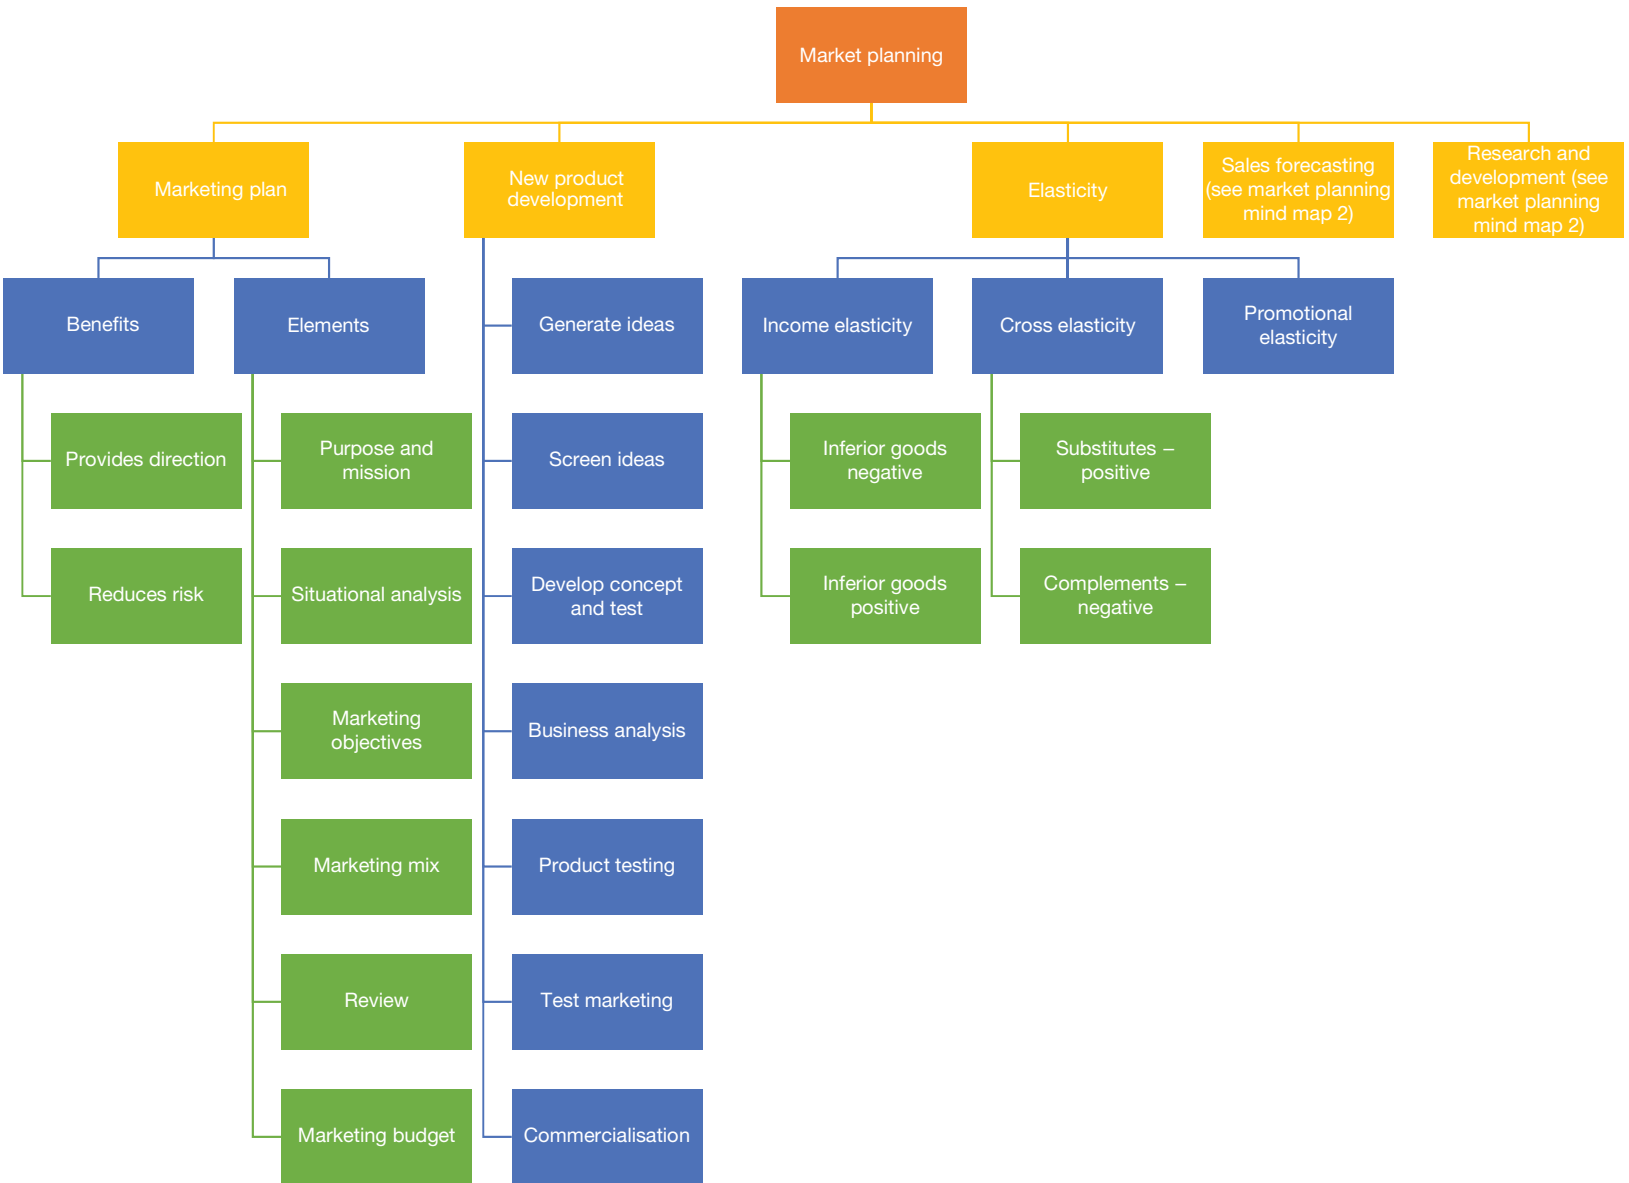 Market planning
Marketing plan
New product
development
Elasticity
Sales forecasting
(see market planning
mind map 2)
Research and
development (see
market planning
mind map 2)
Benefits
Elements
Generate ideas
Income elasticity
Cross elasticity
Promotional
elasticity
Provides direction
Purpose and
mission
Screen ideas
Inferior goods
negative
Substitutes –
positive
Reduces risk
Situational analysis
Develop concept
and test
Inferior goods
positive
Complements –
negative
Marketing
objectives
Business analysis
Marketing mix
Product testing
Review
Test marketing
Marketing budget
Commercialisation